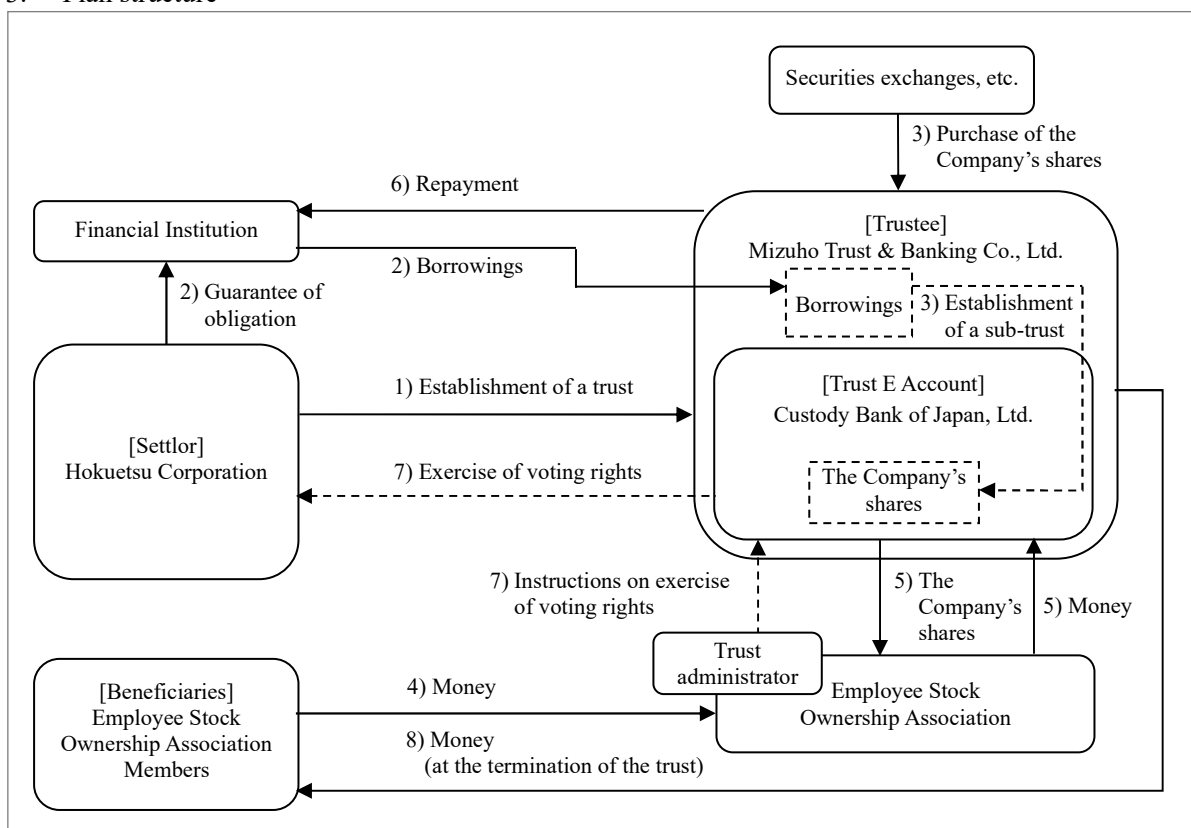 3. Plan structure
Securities exchanges, etc.
3) Purchase of the
Company’s shares
6) Repayment
Financial Institution
2) Borrowings
[Trustee]
Mizuho Trust & Banking Co., Ltd.
Borrowings
3) Establishment
of a sub-trust
2) Guarantee of
obligation
1) Establishment of a trust
[Trust E Account]
Custody Bank of Japan, Ltd.
[Settlor]
Hokuetsu Corporation
7) Exercise of voting rights
The Company’s
shares
7) Instructions on exercise
of voting rights
5) The
Company’s
shares
5) Money
Trust
administrator
[Beneficiaries]
Employee Stock
Ownership Association
Members
4) Money
Employee Stock
Ownership Association
8) Money
(at the termination of the trust)